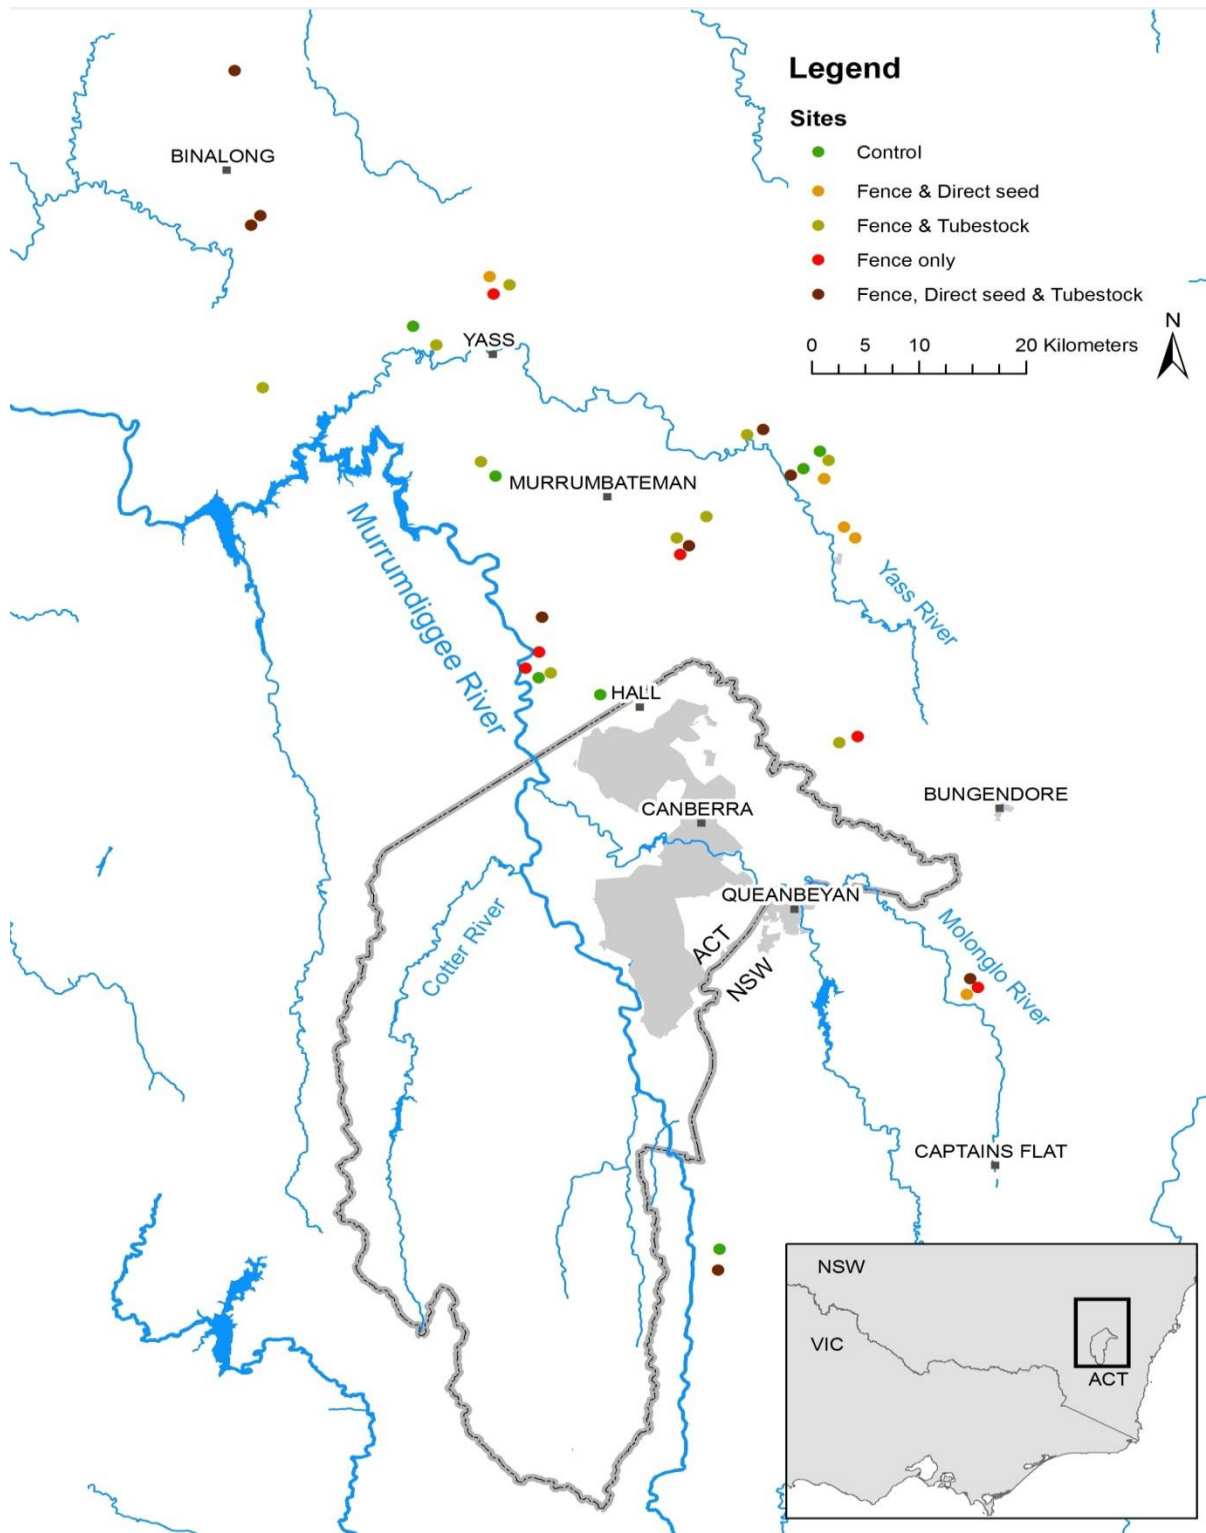 Legend
Sites
Control
Fence & Direct seed
Fence & Tubestock
Fence only
Fence, Direct seed & Tubestock
N
0 5 10 20 Kilometers
BINALONG
YASS
MURRUMBATEMAN
Murrumdiggee River
Yass River
HALL
CANBERRA
BUNGENDORE
QUEANBEYAN
Cotter River
ACT
NSW
Molonglo River
CAPTAINS FLAT
NSW
VIC
ACT